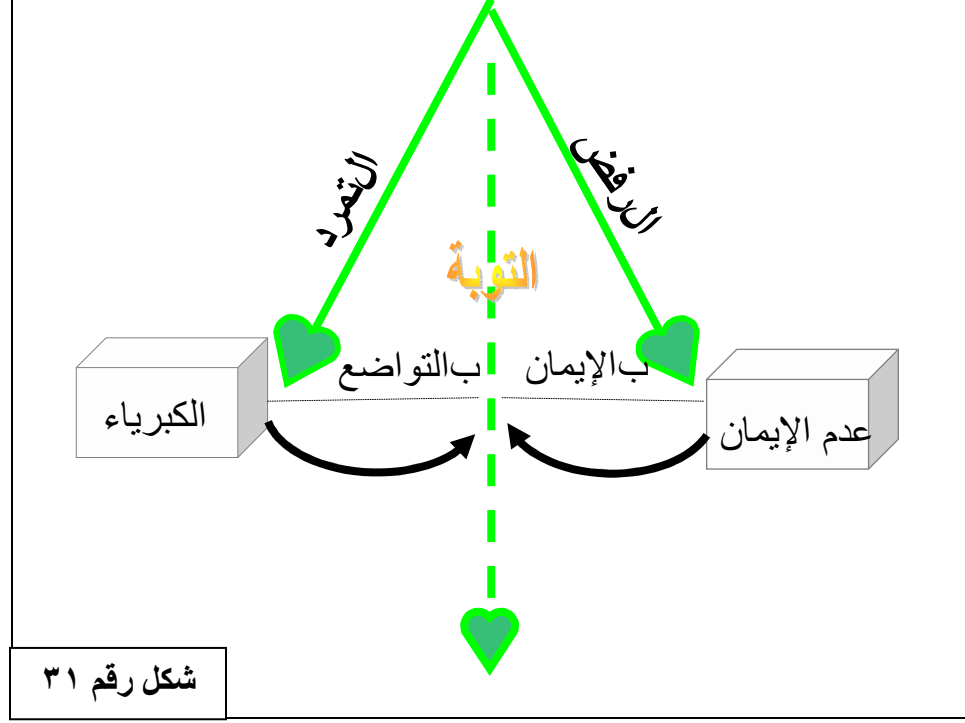 الرفض
التمرد
التوبة
بالإيمان
بالتواضع
عدم الإيمان
الكبرياء
شكل رقم ٣١